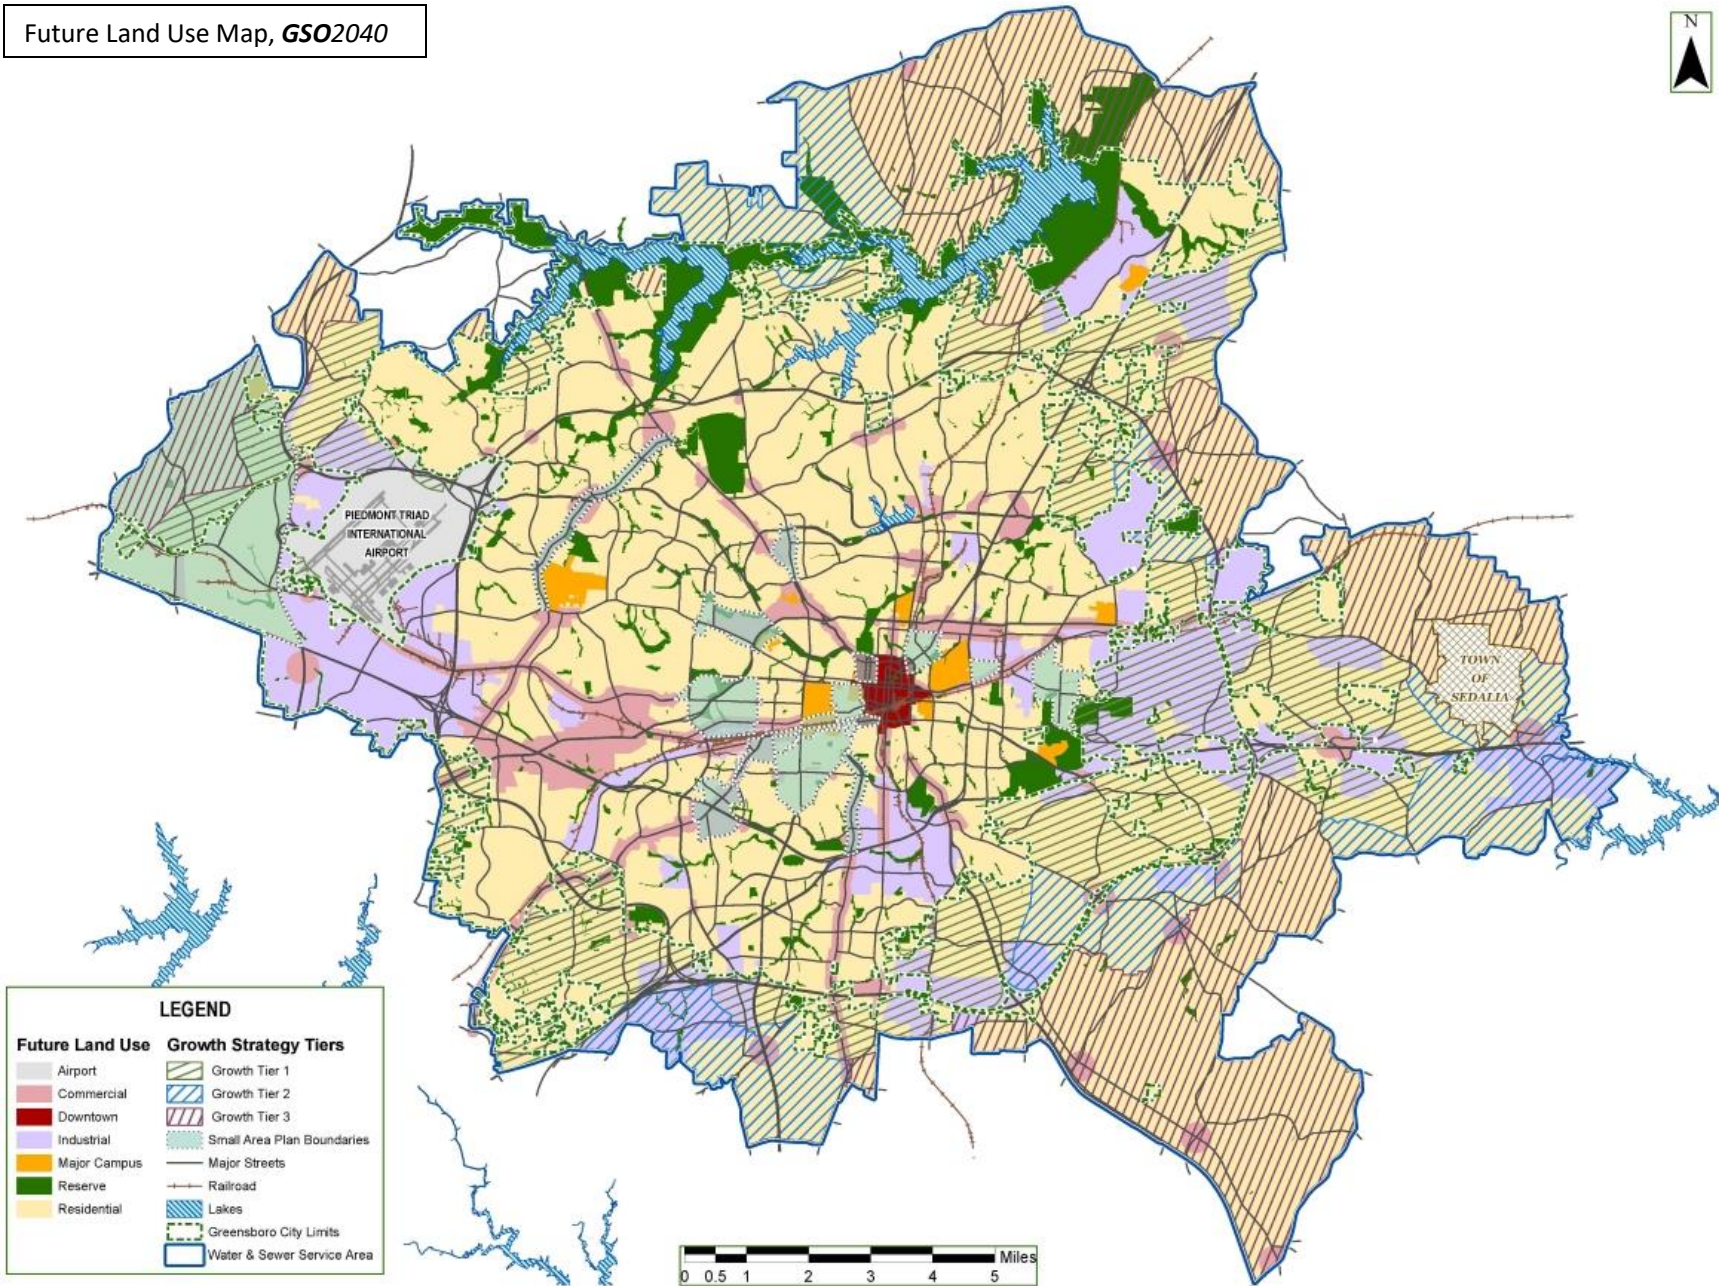 Future Land Use Map, GSO2040
N
PIEDMONT TRIAD
INTERNATIONAL
AIRPORT
TOWN
OF
SEDALIA
LEGEND
Future Land Use
Airport
Commercial
Downtown
Industrial
Major Campus
Reserve
Residential
Growth Strategy Tiers
Growth Tier 1
Growth Tier 2
Growth Tier 3
Small Area Plan Boundaries
Major Streets
Railroad
Lakes
Greensboro City Limits
Water & Sewer Service Area
Miles
0 0.5 1 2 3 4 5